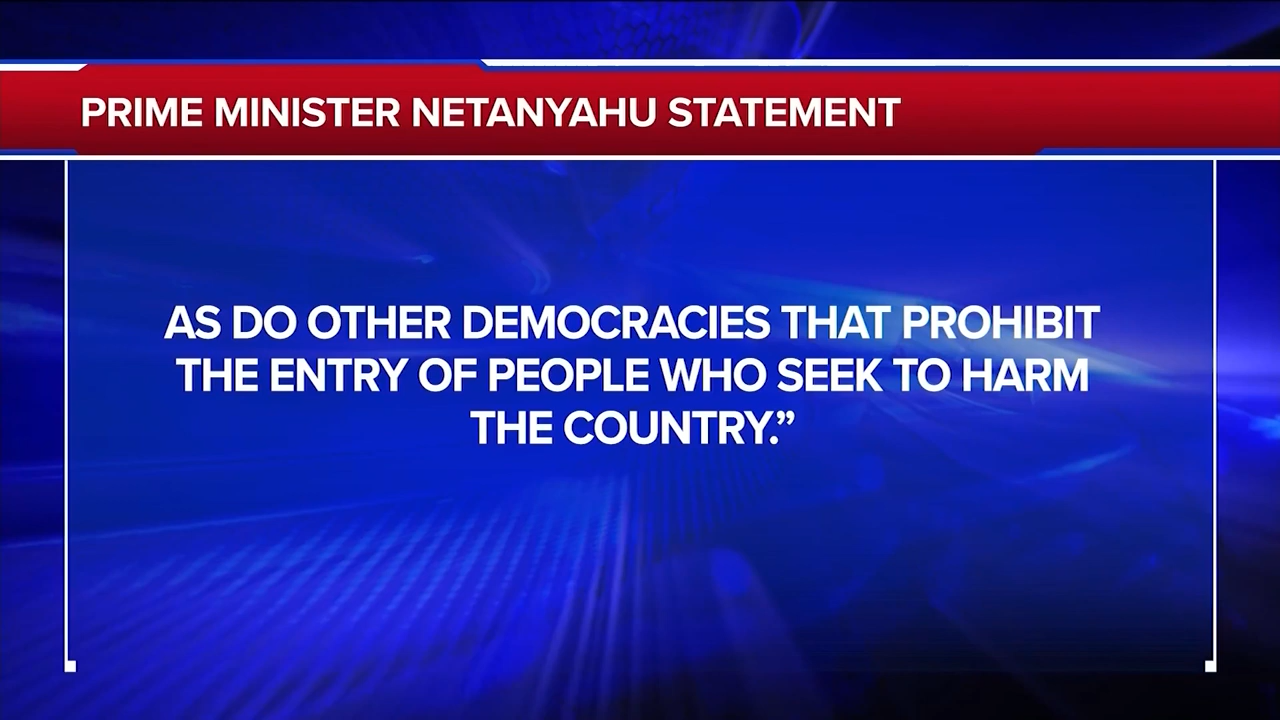 PRIME MINISTER NETANYAHU STATEMENT
AS DO OTHER DEMOCRACIES THAT PROHIBIT
THE ENTRY OF PEOPLE WHO SEEK TO HARM
THE COUNTRY.”